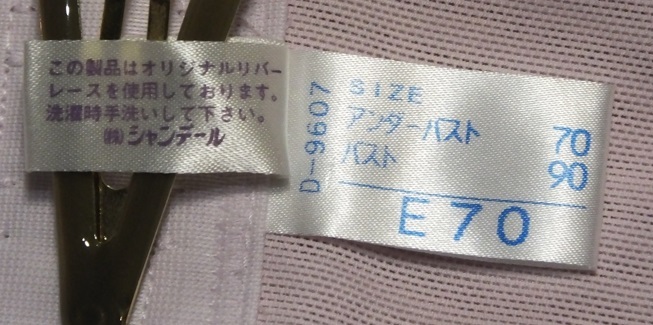 この製品はオリジナルリバー
レースを使用しております。
洗濯時手洗いして下さい。
㈱シャンデール
D-9607
SIZE
アンダーバスト 70
バスト 90
E70